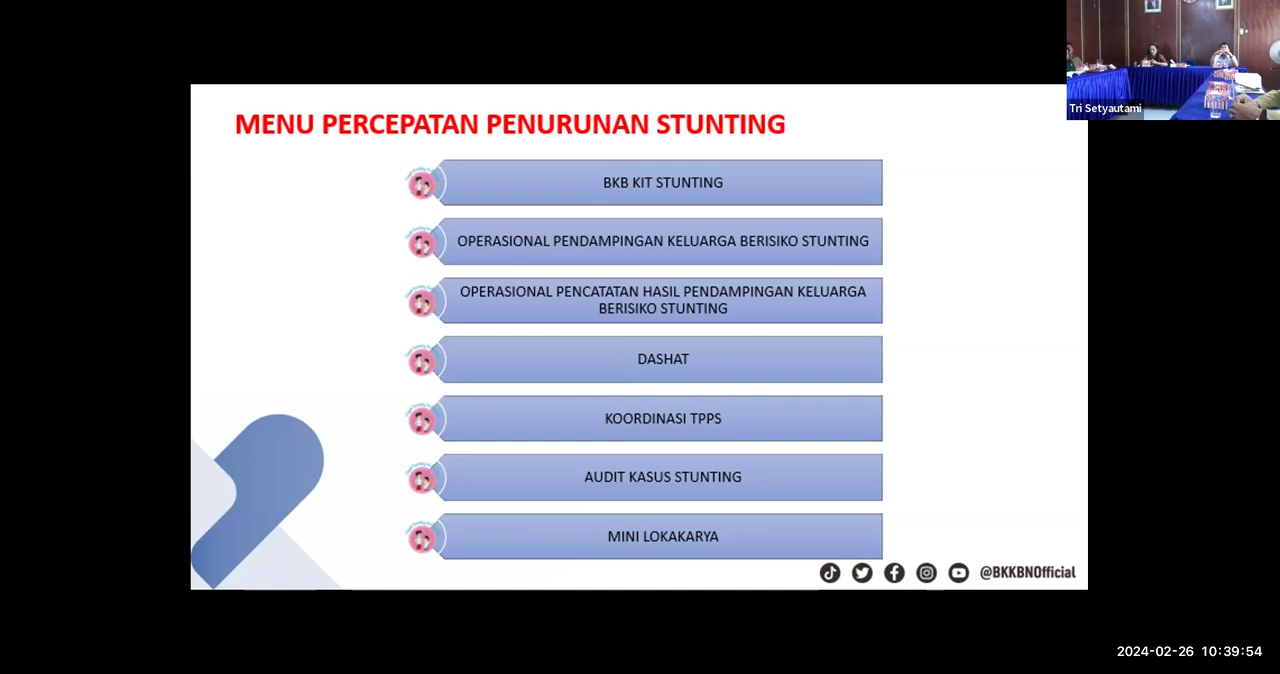 Tri Setyautami
MENU PERCEPATAN PENURUNAN STUNTING
BKB KIT STUNTING
OPERASIONAL PENDAMPINGAN KELUARGA BERISIKO STUNTING
OPERASIONAL PENCATATAN HASIL PENDAMPINGAN KELUARGA
BERISIKO STUNTING
DASHAT
KOORDINASI TPPS
AUDIT KASUS STUNTING
MINI LOKAKARYA
@BKKBNOfficial
2024-02-26 10:39:54